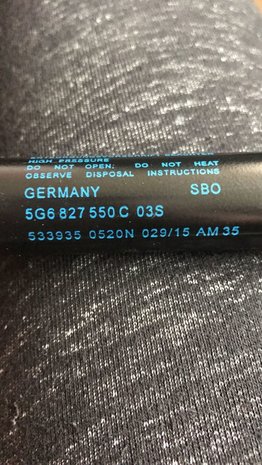 HIGH PRESSURE
DO NOT OPEN; DO NOT HEAT
OBSERVE DISPOSAL INSTRUCTIONS
GERMANY SBO
5G6 827 550 C 03S
533935 0520N 029/15 AM 35